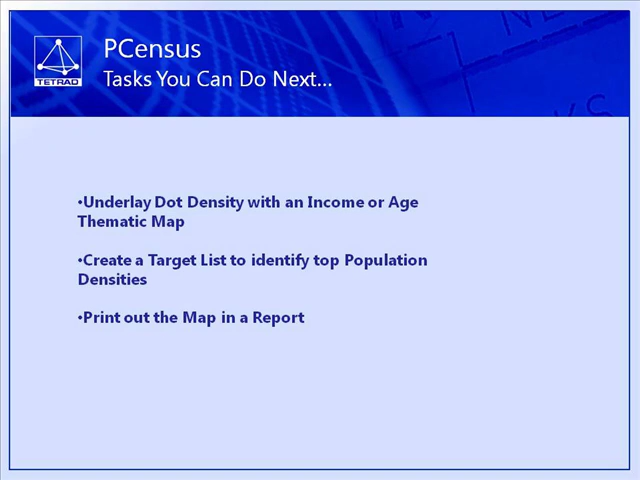 PCensus
Tasks You Can Do Next...
TETRAD
•Underlay Dot Density with an Income or Age
Thematic Map
•Create a Target List to identify top Population
Densities
•Print out the Map in a Report